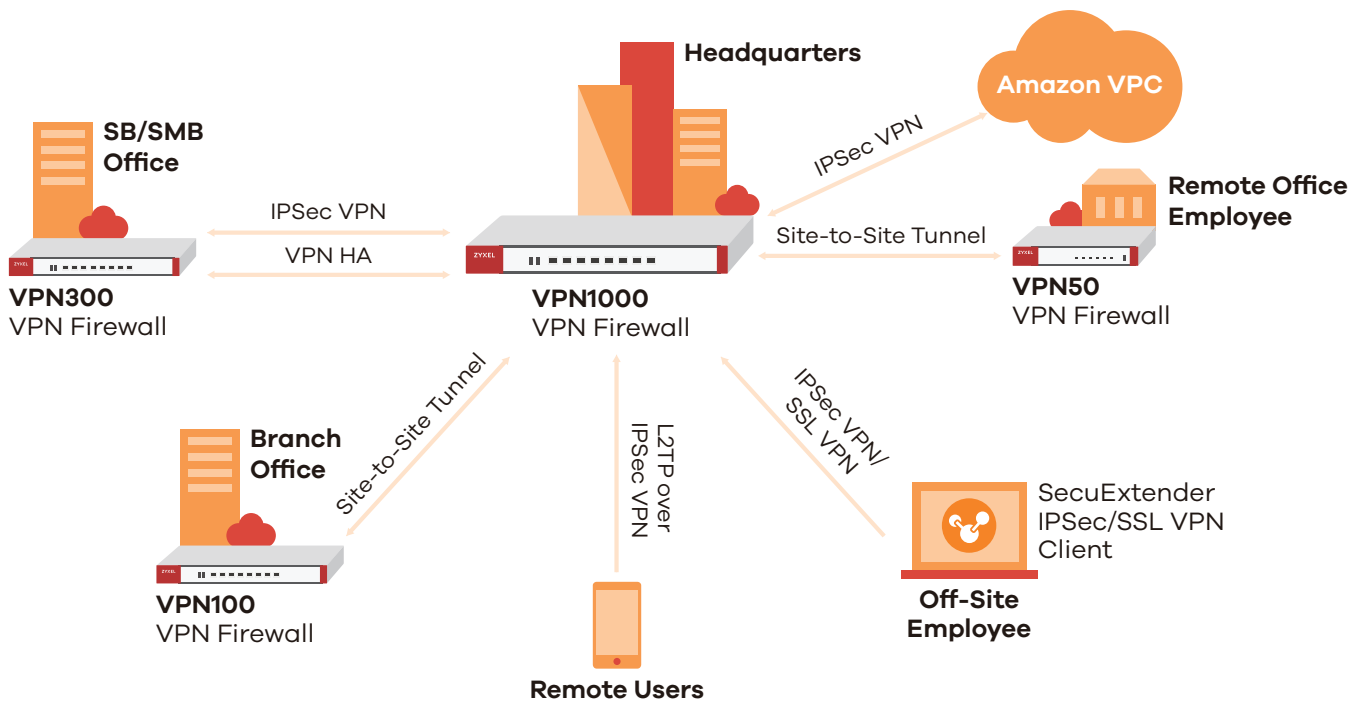 Headquarters
Amazon VPC
SB/SMB
Office
IPSec VPN
Remote Office
Employee
IPSec VPN
VPN HA
Site-to-Site Tunnel
ZYXEL
ZYXEL
ZYXEL
VPN300
VPN Firewall
VPN1000
VPN Firewall
VPN50
VPN Firewall
Site-to-Site Tunnel
L2TP over
IPSec VPN
IPSec VPN/
SSL VPN
Branch
Office
ZYXEL
VPN100
VPN Firewall
SecuExtender
IPSec/SSL VPN
Client
Off-Site
Employee
Remote Users